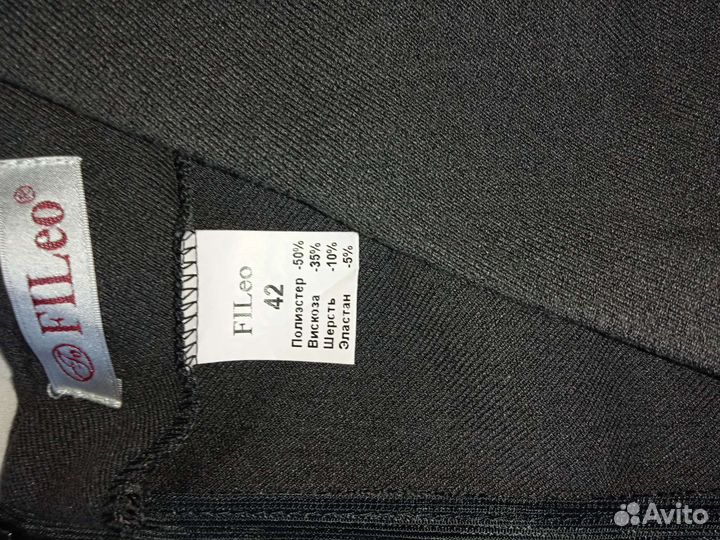 FILeo®
FILeo
42
Полиэстер -50%
Вискоза -35%
Шерсть -10%
Эластан -5%
Avito